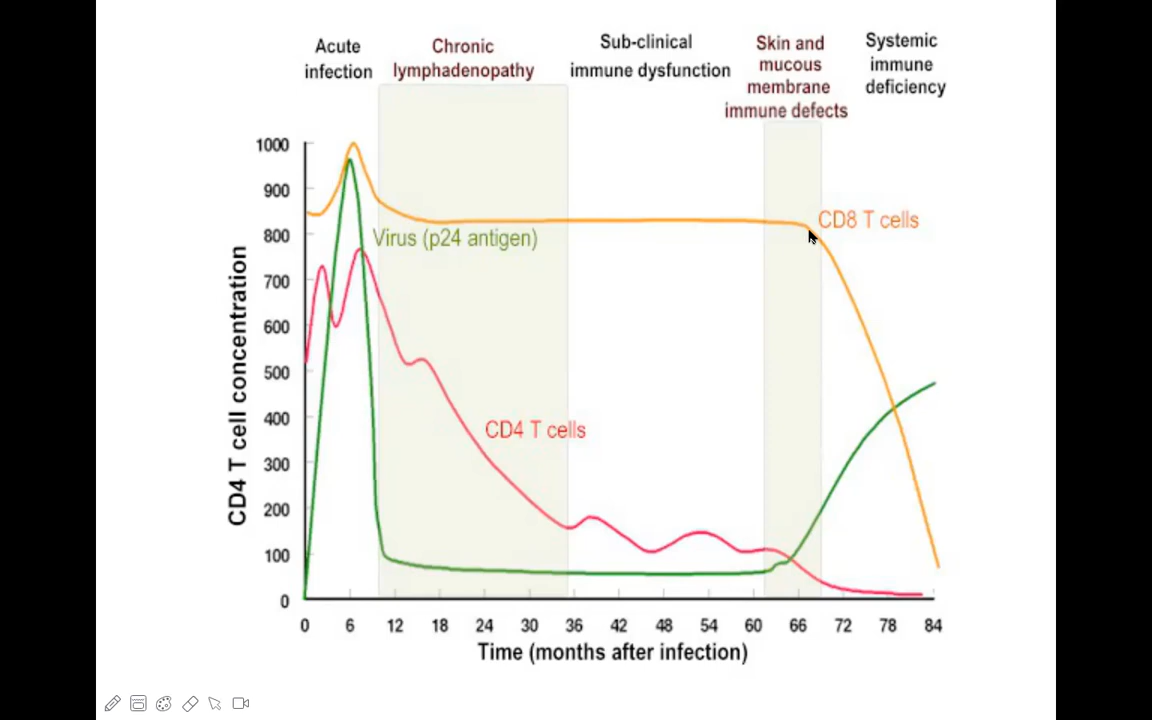 Acute
infection
Chronic
lymphadenopathy
Sub-clinical
immune dysfunction
Skin and
mucous
membrane
immune defects
Systemic
immune
deficiency
CD4 T cell concentration
1000
900
800
700
600
500
400
300
200
100
0
CD8 T cells
Virus (p24 antigen)
CD4 T cells
0 6 12 18 24 30 36 42 48 54 60 66 72 78 84
Time (months after infection)